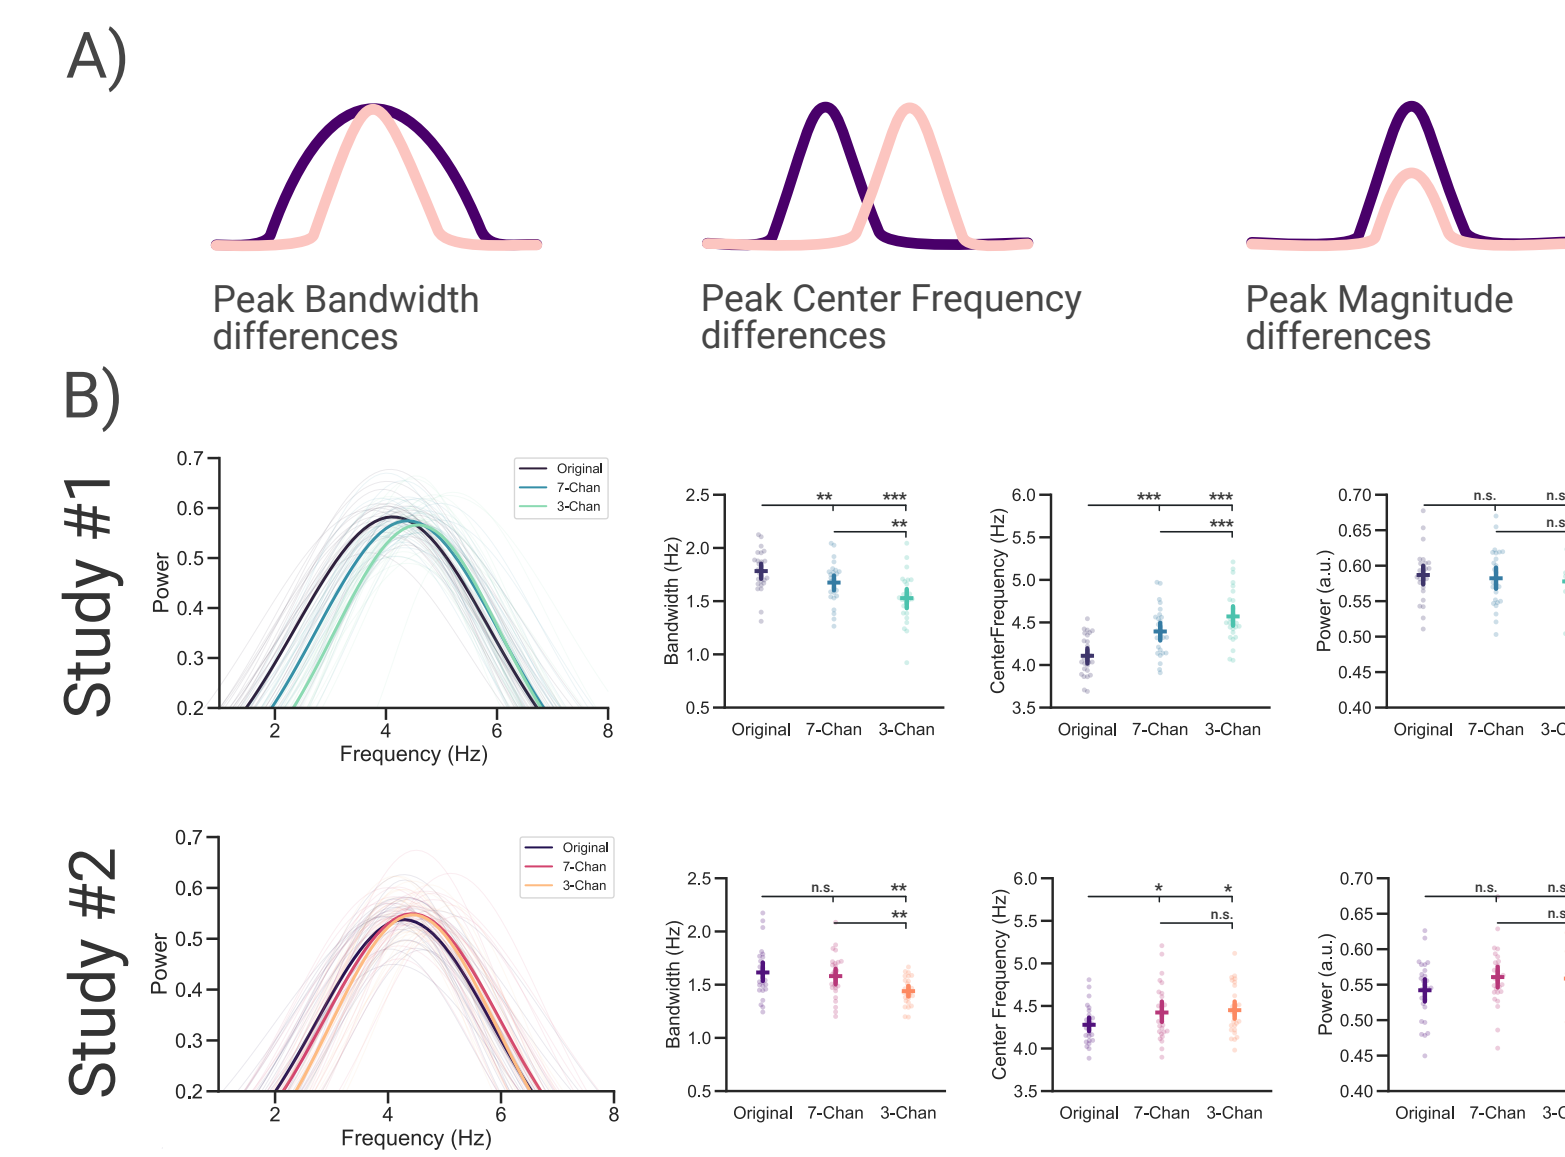 A)
Peak Bandwidth
differences
Peak Center Frequency
differences
Peak Magnitude
differences
B)
Study #1
0.7
0.6
0.5
0.4
0.3
0.2
Power
2 4 6 8
Frequency (Hz)
Original
7-Chan
3-Chan
2.5
2.0
1.5
1.0
0.5
Bandwidth (Hz)
** ***
**
Original 7-Chan 3-Chan
6.0
5.5
5.0
4.5
4.0
3.5
CenterFrequency (Hz)
*** ***
***
Original 7-Chan 3-Chan
0.70
0.65
0.60
0.55
0.50
0.45
0.40
Power (a.u.)
n.s. n.s
n.s
Original 7-Chan 3-C
Study #2
0.7
0.6
0.5
0.4
0.3
0.2
Power
2 4 6 8
Frequency (Hz)
Original
7-Chan
3-Chan
2.5
2.0
1.5
1.0
0.5
Bandwidth (Hz)
n.s. **
**
Original 7-Chan 3-Chan
6.0
5.5
5.0
4.5
4.0
3.5
Center Frequency (Hz)
* *
n.s.
Original 7-Chan 3-Chan
0.70
0.65
0.60
0.55
0.50
0.45
0.40
Power (a.u.)
n.s. n.s
n.s
Original 7-Chan 3-C